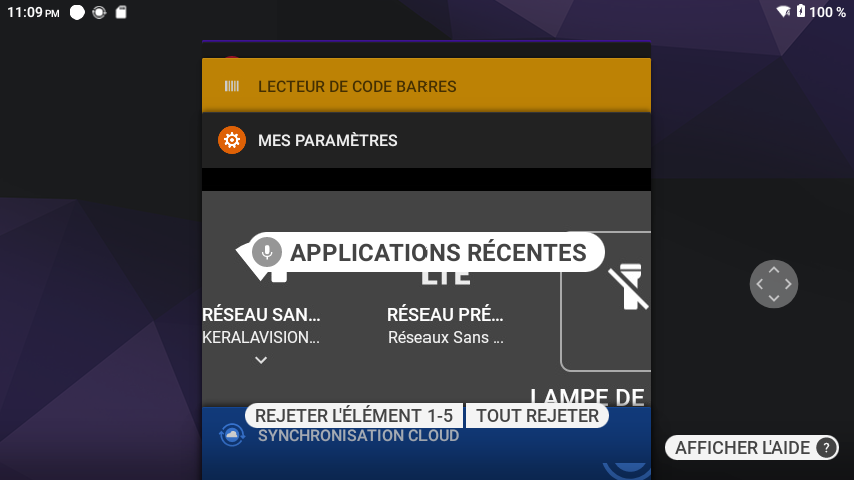 11:09 PM
100 %
LECTEUR DE CODE BARRES
MES PARAMÈTRES
APPLICATIONS RÉCENTES
LTE
RÉSEAU SAN...
RÉSEAU PRÉ...
KERALAVISION...
Réseaux Sans ...
LAMPE DE
REJETER L'ÉLÉMENT 1-5
TOUT REJETER
SYNCHRONISATION CLOUD
AFFICHER L'AIDE ?